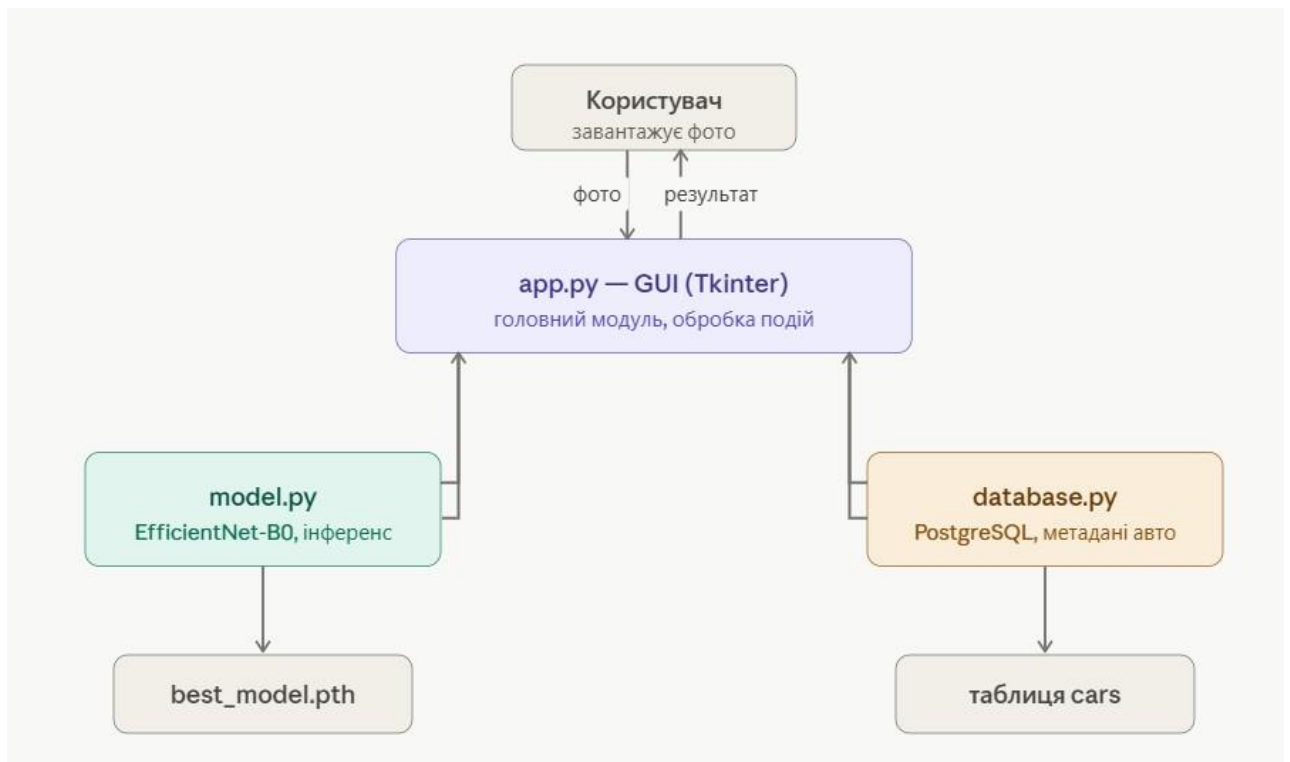 Користувач
завантажує фото
фото
результат
app.py — GUI (Tkinter)
головний модуль, обробка подій
model.py
EfficientNet-B0, інференс
database.py
PostgreSQL, метадані авто
best_model.pth
таблиця cars